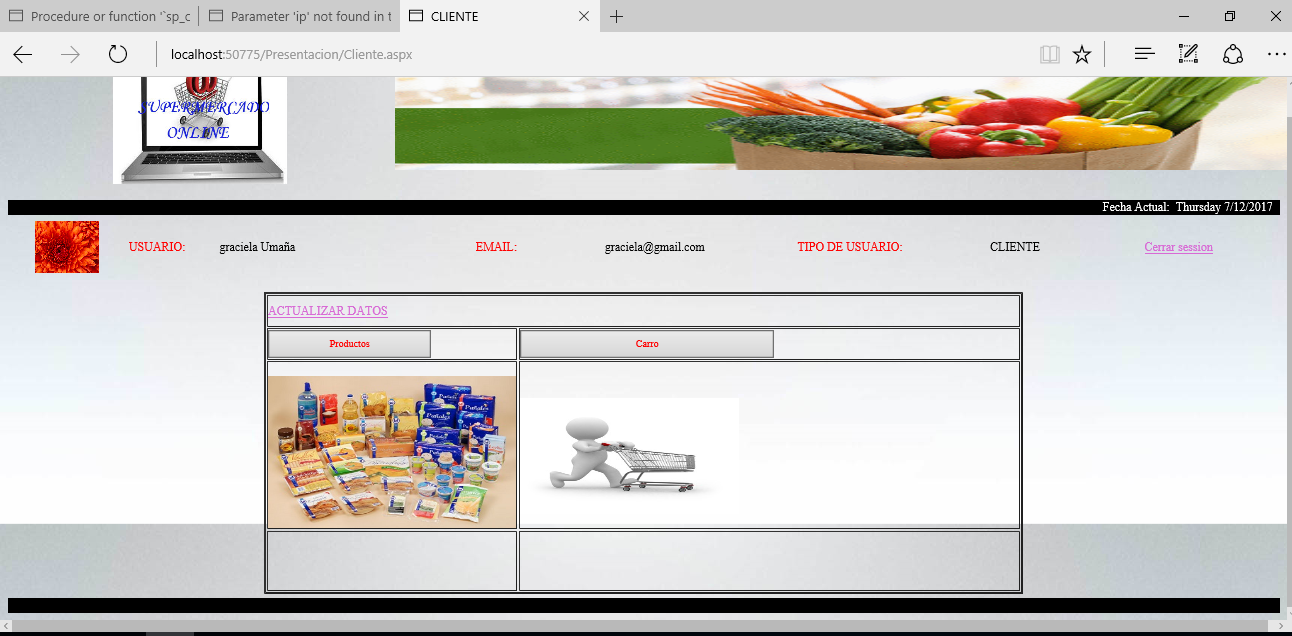 Procedure or function '`sp_c
Parameter 'ip' not found in t
CLIENTE
localhost:50775/Presentacion/Cliente.aspx
SUPERMERCADO
ONLINE
Fecha Actual: Thursday 7/12/2017
USUARIO: graciela Umaña EMAIL: graciela@gmail.com TIPO DE USUARIO: CLIENTE Cerrar session
ACTUALIZAR DATOS
Productos Carro